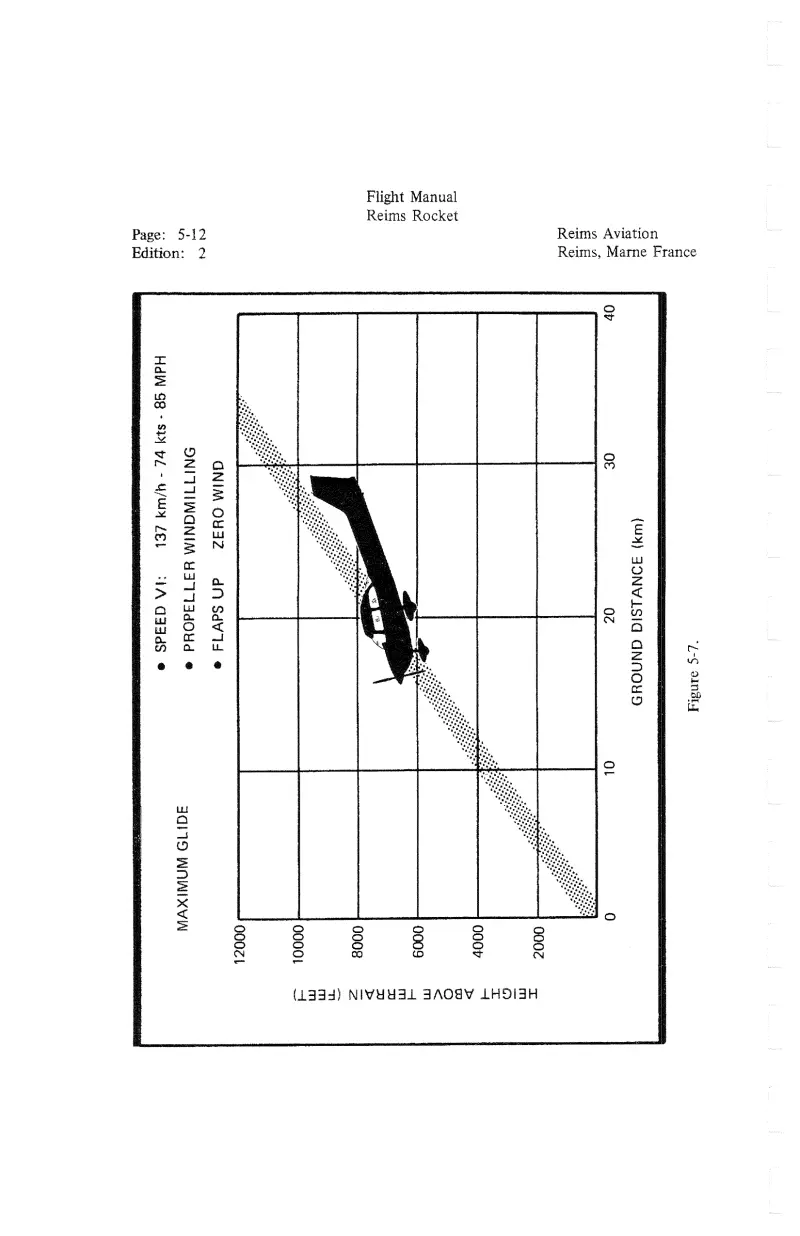 Flight Manual
Reims Rocket
Page: 5-12
Edition: 2
Reims Aviation
Reims, Marne France
MAXIMUM GLIDE
• SPEED VI: 137 km/h - 74 kts - 85 MPH
• PROPELLER WINDMILLING
• FLAPS UP ZERO WIND
HEIGHT ABOVE TERRAIN (FEET)
12000
10000
8000
6000
4000
2000
0
10
20
30
40
GROUND DISTANCE (km)
Figure 5-7.